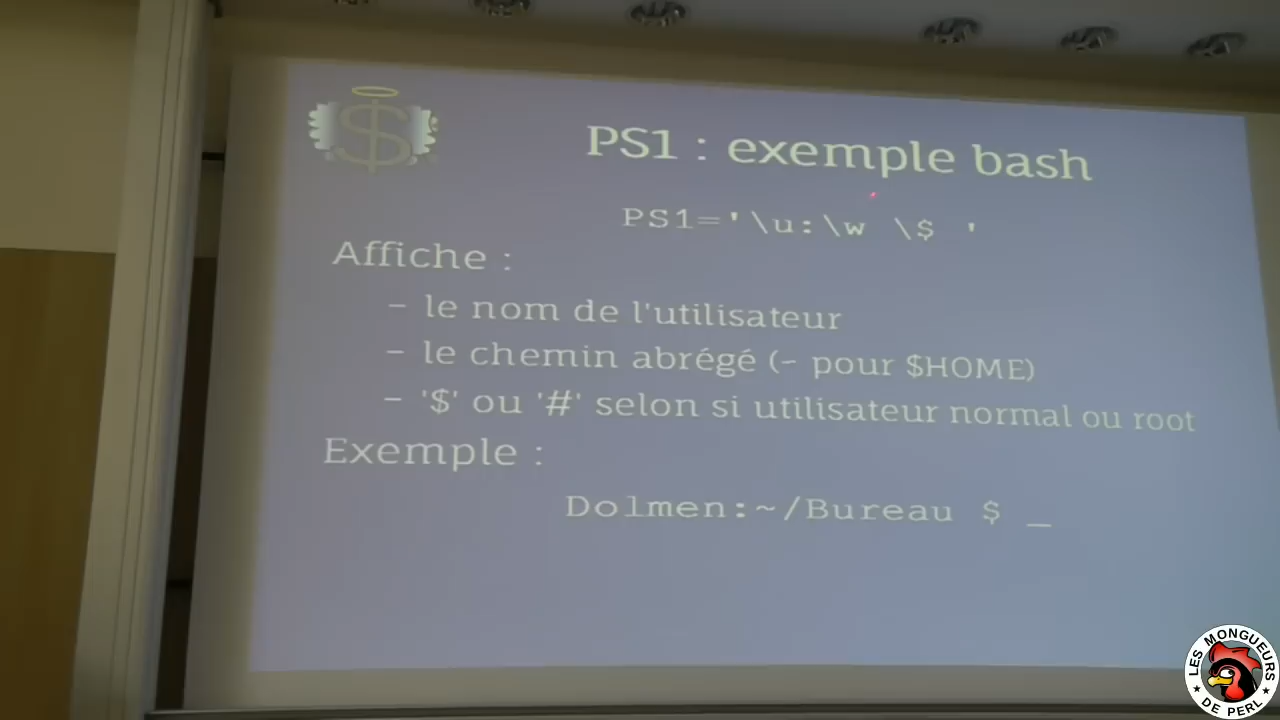 $
PS1 : exemple bash
PS1='\u:\w \$ '
Affiche :
– le nom de l'utilisateur
– le chemin abrégé (~ pour $HOME)
– '$' ou '#' selon si utilisateur normal ou root
Exemple :
Dolmen:~/Bureau $ _
LES MONGUEURS
★ DE PERL ★